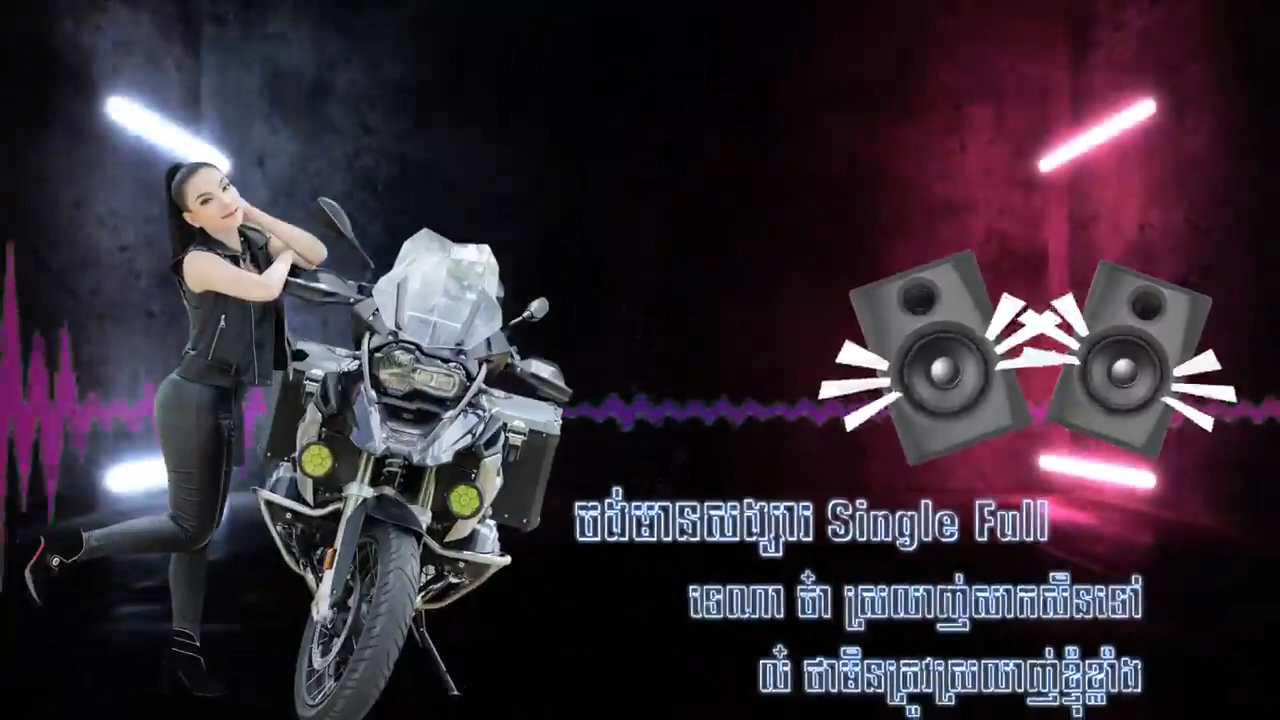 ចង់មានសង្សារ Single Full
ទេណា ចាំ ស្រលាញ់សាកសិនទៅ
លំ ថាមិនត្រូវស្រលាញ់ខ្ញុំខ្លាំង